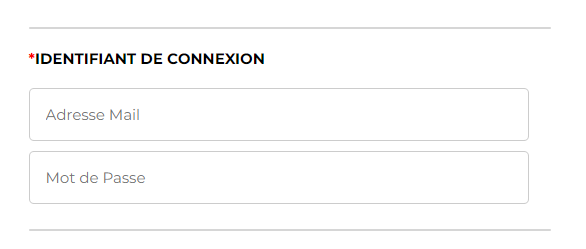 *IDENTIFIANT DE CONNEXION
Adresse Mail
Mot de Passe